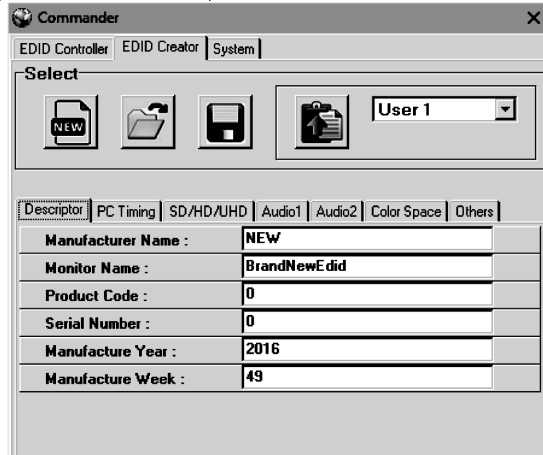 Commander
EDID Controller EDID Creator System
Select
NEW
User 1
Descriptor PC Timing SD/HD/UHD Audio1 Audio2 Color Space Others
Manufacturer Name : NEW
Monitor Name : BrandNewEdid
Product Code : 0
Serial Number : 0
Manufacture Year : 2016
Manufacture Week : 49